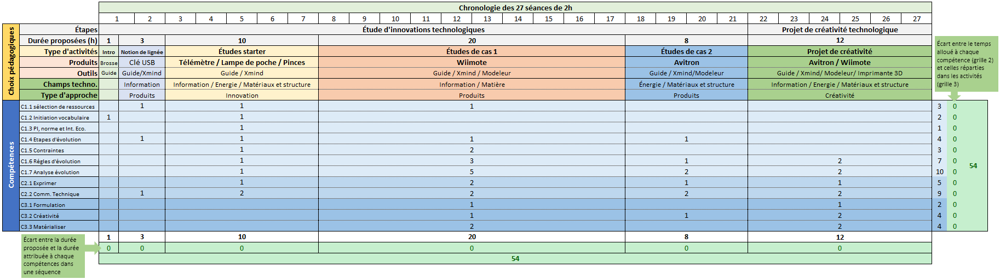 Chronologie des 27 séances de 2h
1 2 3 4 5 6 7 8 9 10 11 12 13 14 15 16 17 18 19 20 21 22 23 24 25 26 27
Choix pédagogiques
Étapes Étude d'innovations technologiques Projet de créativité technologique
Durée proposées (h) 1 3 10 20 8 12
Type d'activités Intro Notion de lignée Études starter Études de cas 1 Études de cas 2 Projet de créativité
Produits Brosse Clé USB Télémètre / Lampe de poche / Pinces Wiimote Avitron Avitron / Wiimote
Outils Guide Guide/Xmind Guide / Xmind Guide / Xmind / Modeleur Guide / Xmind/Modeleur Guide / Xmind/ Modeleur/ Imprimante 3D
Champs techno. Information Information / Energie / Matériaux et structure Information / Matière Énergie / Matériaux et structure Information / Energie / Matériaux et structure
Type d'approche Produits Innovation Produits Produits Créativité
Écart entre le temps
alloué à chaque
compétence (grille 2)
et celles réparties
dans les activités
(grille 3)
Compétences
C1.1 sélection de ressources 1 1 1 3 0
C1.2 Initiation vocabulaire 1 1 2 0
C1.3 PI, norme et Int. Eco. 1 1 0
C1.4 Etapes d'évolution 1 1 1 1 4 0
C1.5 Contraintes 1 2 3 0
C1.6 Régles d'évolution 1 3 1 2 7 0
54
C1.7 Analyse évolution 1 5 2 2 10 0
C2.1 Exprimer 1 2 1 1 5 0
C2.2 Comm. Technique 1 2 2 2 2 9 0
C3.1 Formulation 1 1 2 0
C3.2 Créativité 1 1 2 4 0
C3.3 Matérialiser 2 2 4 0
1 3 10 20 8 12
0 0 0 0 0 0
54
Écart entre la durée
proposée et la durée
attribuée à chaque
compétences dans
une séquence